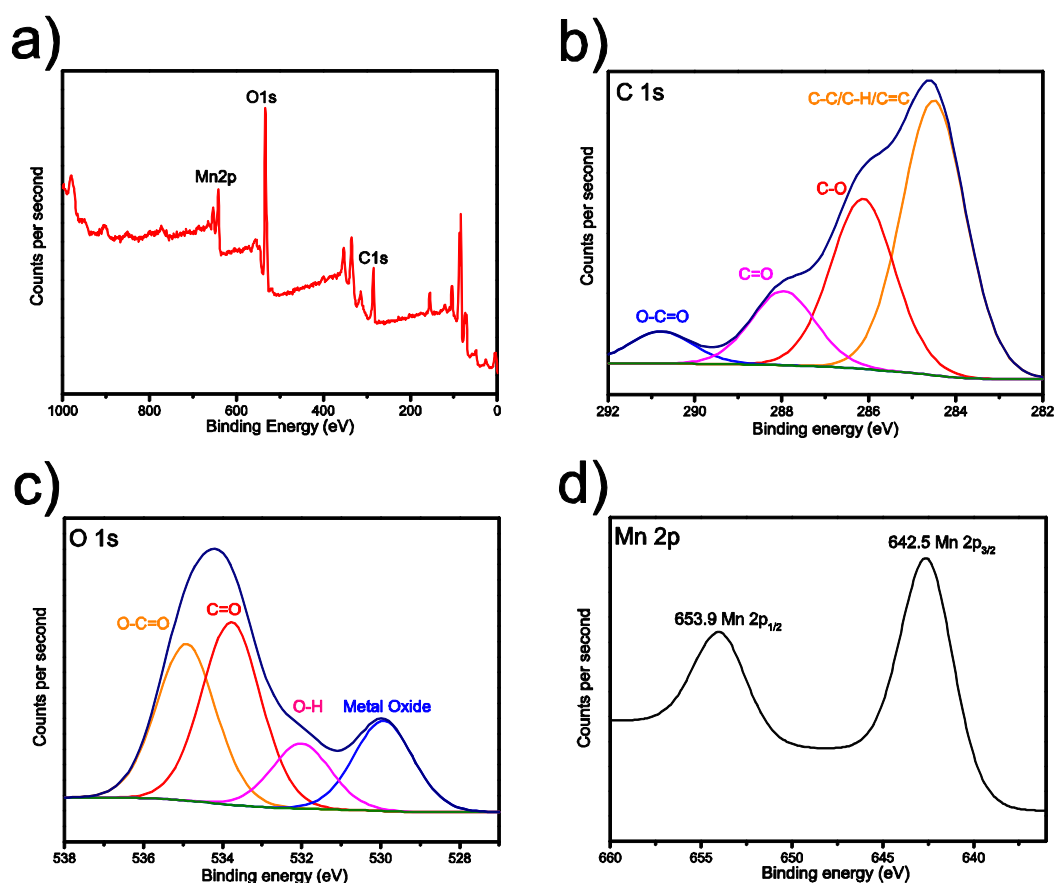 a)
O1s
Mn2p
C1s
Counts per second
1000 800 600 400 200 0
Binding Energy (eV)
b)
C 1s
C-C/C-H/C=C
C-O
C=O
O-C=O
Counts per second
292 290 288 286 284 282
Binding energy (eV)
c)
O 1s
C=O
O-C=O
O-H
Metal Oxide
Counts per second
538 536 534 532 530 528
Binding energy (eV)
d)
Mn 2p
642.5 Mn 2p3/2
653.9 Mn 2p1/2
Counts per second
660 655 650 645 640
Binding energy (eV)